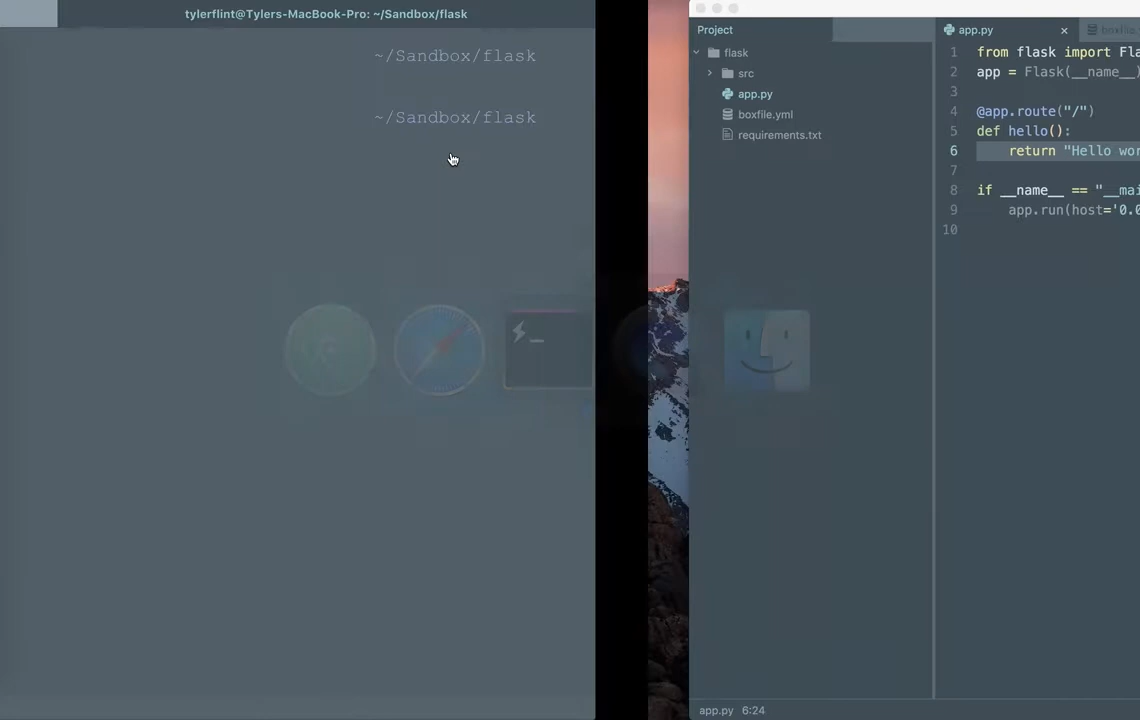 tylerflint@Tylers-MacBook-Pro: ~/Sandbox/flask
~/Sandbox/flask
~/Sandbox/flask
Project
flask
src
app.py
boxfile.yml
requirements.txt
app.py
boxfile
1 from flask import Fla
2 app = Flask(__name__)
3
4 @app.route("/")
5 def hello():
6 return "Hello wor
7
8 if __name__ == "__mai
9 app.run(host='0.0
10
app.py 6:24